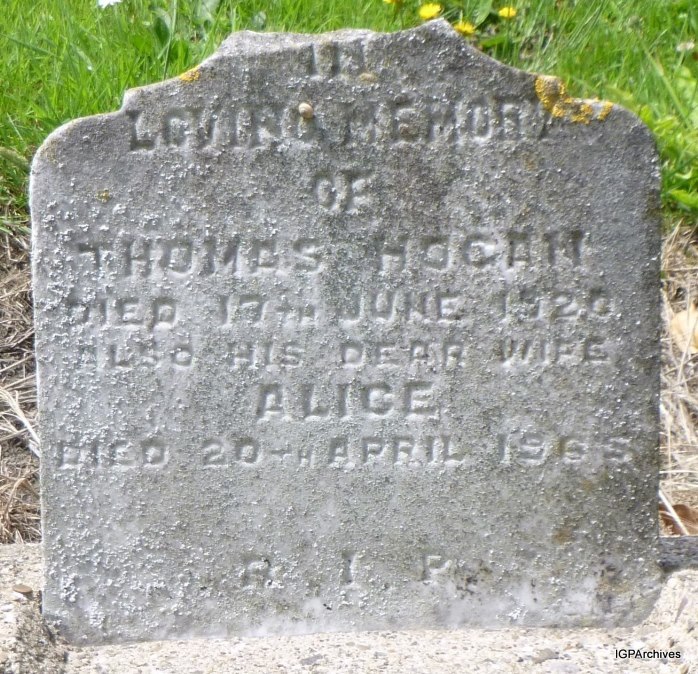 IN
LOVING MEMORY
OF
THOMAS HOGAN
DIED 17TH JUNE 1920
ALSO HIS DEAR WIFE
ALICE
DIED 20TH APRIL 1965
R I P
IGPArchives